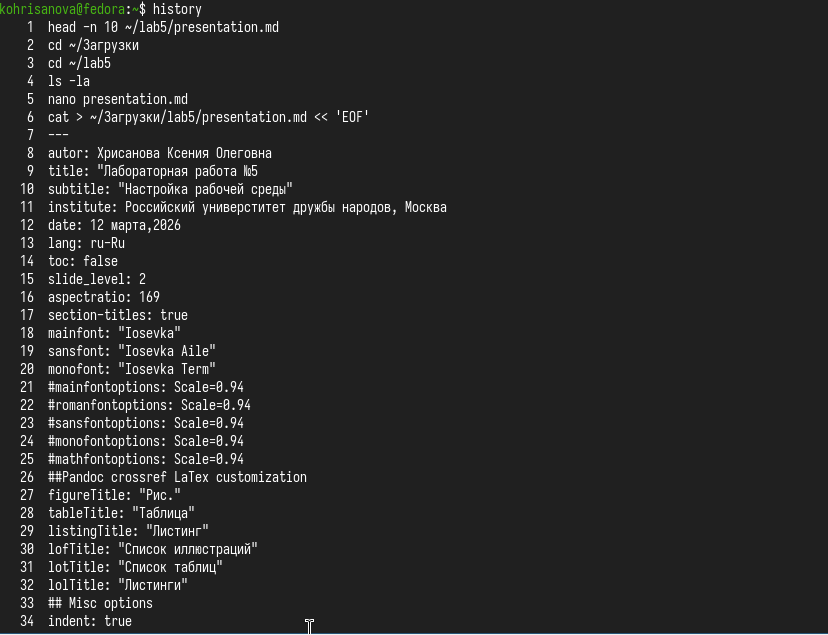 kohrisanova@fedora:~$ history
1 head -n 10 ~/lab5/presentation.md
2 cd ~/Загрузки
3 cd ~/lab5
4 ls -la
5 nano presentation.md
6 cat > ~/Загрузки/lab5/presentation.md << 'EOF'
7 ---
8 autor: Хрисанова Ксения Олеговна
9 title: "Лабораторная работа №5
10 subtitle: "Настройка рабочей среды"
11 institute: Российский универститет дружбы народов, Москва
12 date: 12 марта,2026
13 lang: ru-Ru
14 toc: false
15 slide_level: 2
16 aspectratio: 169
17 section-titles: true
18 mainfont: "Iosevka"
19 sansfont: "Iosevka Aile"
20 monofont: "Iosevka Term"
21 #mainfontoptions: Scale=0.94
22 #romanfontoptions: Scale=0.94
23 #sansfontoptions: Scale=0.94
24 #monofontoptions: Scale=0.94
25 #mathfontoptions: Scale=0.94
26 ##Pandoc crossref LaTex customization
27 figureTitle: "Рис."
28 tableTitle: "Таблица"
29 listingTitle: "Листинг"
30 lofTitle: "Список иллюстраций"
31 lotTitle: "Список таблиц"
32 lolTitle: "Листинги"
33 ## Misc options
34 indent: true